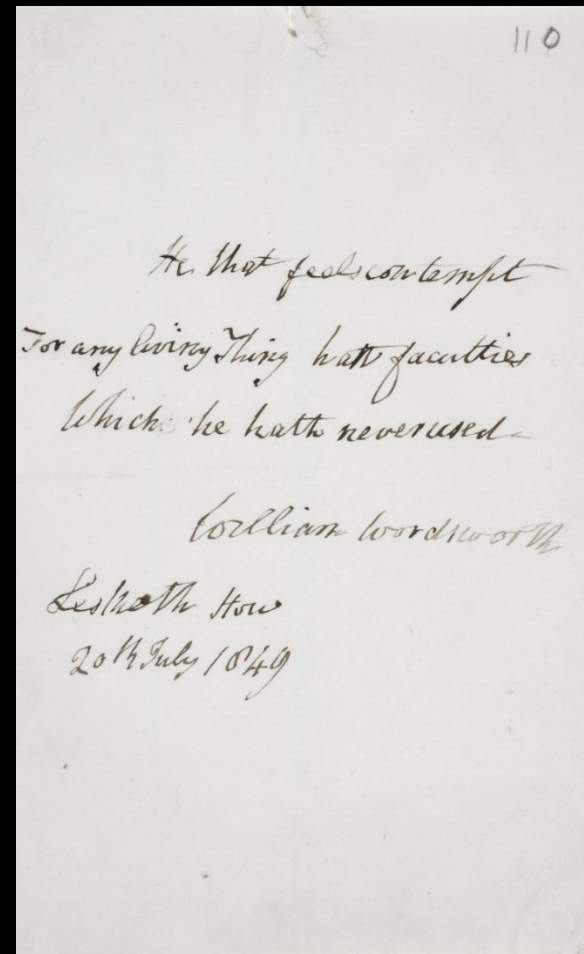 110
He that feels contempt
For any living Thing hath faculties
Which he hath never used
William Wordsworth
Lesketh How
20th July 1849